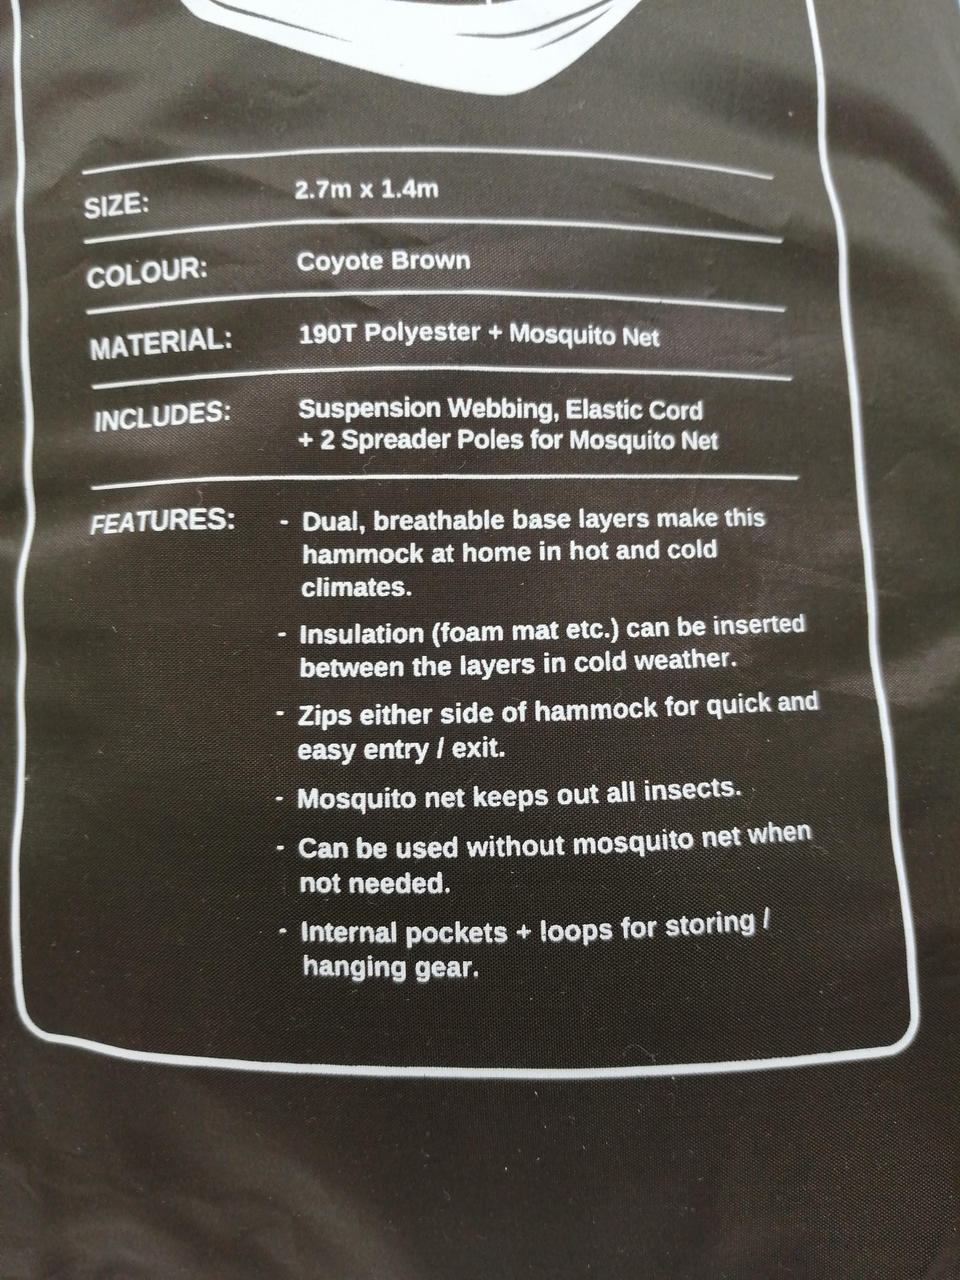 SIZE: 2.7m x 1.4m
COLOUR: Coyote Brown
MATERIAL: 190T Polyester + Mosquito Net
INCLUDES: Suspension Webbing, Elastic Cord
+ 2 Spreader Poles for Mosquito Net
FEATURES: - Dual, breathable base layers make this
hammock at home in hot and cold
climates.
- Insulation (foam mat etc.) can be inserted
between the layers in cold weather.
- Zips either side of hammock for quick and
easy entry / exit.
- Mosquito net keeps out all insects.
- Can be used without mosquito net when
not needed.
- Internal pockets + loops for storing /
hanging gear.